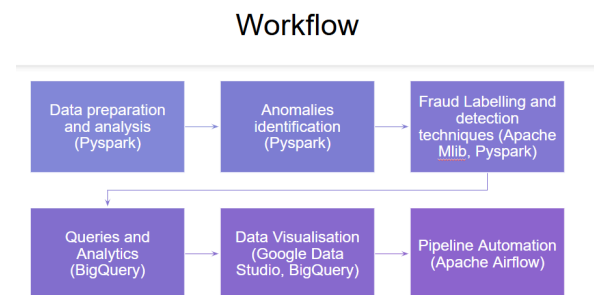 Workflow
Data preparation
and analysis
(Pyspark)
Anomalies
identification
(Pyspark)
Fraud Labelling and
detection
techniques (Apache
Mlib, Pyspark)
Queries and
Analytics
(BigQuery)
Data Visualisation
(Google Data
Studio, BigQuery)
Pipeline Automation
(Apache Airflow)